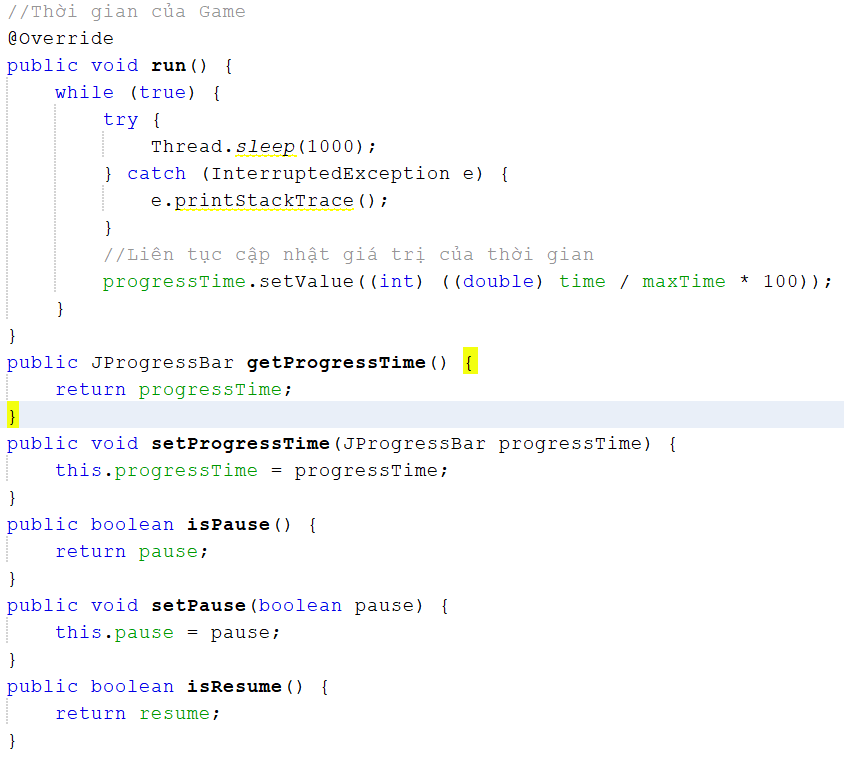 //Thời gian của Game
@Override
public void run() {
    while (true) {
        try {
            Thread.sleep(1000);
        } catch (InterruptedException e) {
            e.printStackTrace();
        }
        //Liên tục cập nhật giá trị của thời gian
        progressTime.setValue((int) ((double) time / maxTime * 100));
    }
}
public JProgressBar getProgressTime() {
    return progressTime;
}
public void setProgressTime(JProgressBar progressTime) {
    this.progressTime = progressTime;
}
public boolean isPause() {
    return pause;
}
public void setPause(boolean pause) {
    this.pause = pause;
}
public boolean isResume() {
    return resume;
}